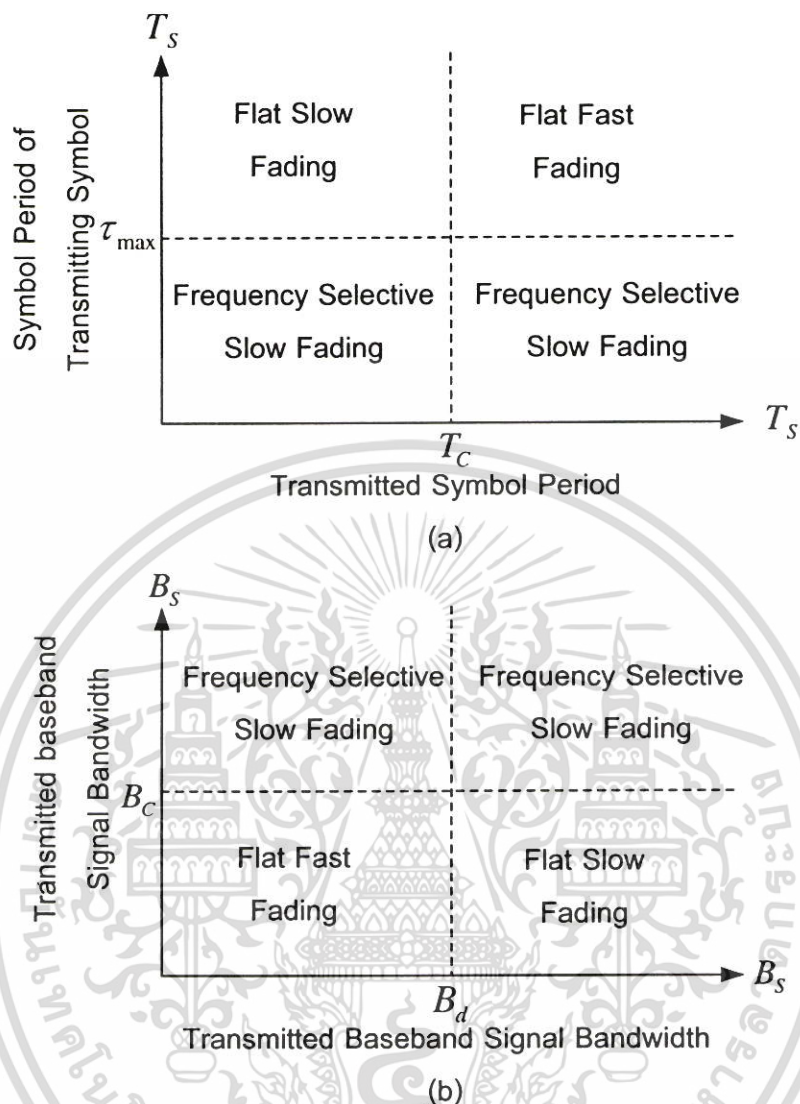 T_S
Symbol Period of
Transmitting Symbol
Flat Slow
Fading
Flat Fast
Fading
τ_max
Frequency Selective
Slow Fading
Frequency Selective
Slow Fading
T_C
T_S
Transmitted Symbol Period
(a)
B_S
Transmitted baseband
Signal Bandwidth
Frequency Selective
Slow Fading
Frequency Selective
Slow Fading
B_C
Flat Fast
Fading
Flat Slow
Fading
B_d
B_S
Transmitted Baseband Signal Bandwidth
(b)